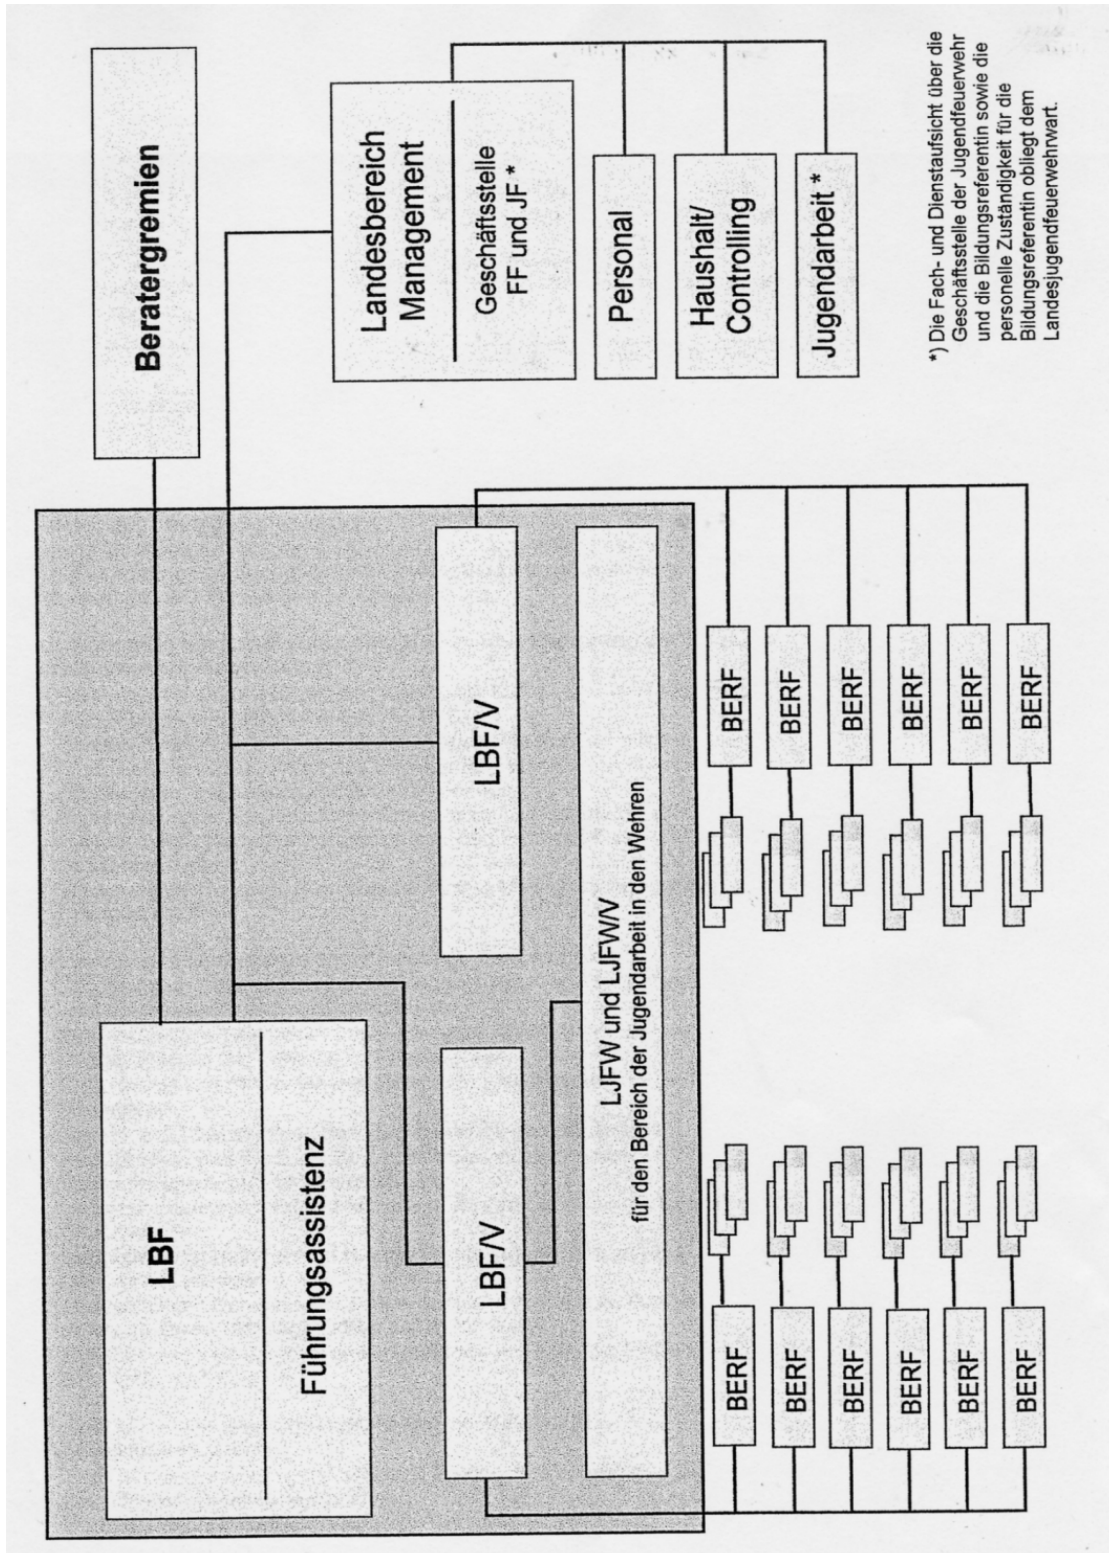 LBF
Führungsassistenz
Beratergremien
Landesbereich
Management
Geschäftsstelle
FF und JF *
Personal
Haushalt/
Controlling
Jugendarbeit *
LBF/V
LBF/V
LJFW und LJFW/V
für den Bereich der Jugendarbeit in den Wehren
BERF
BERF
BERF
BERF
BERF
BERF
BERF
BERF
BERF
BERF
BERF
BERF
*) Die Fach- und Dienstaufsicht über die
Geschäftsstelle der Jugendfeuerwehr
und die Bildungsreferentin sowie die
personelle Zuständigkeit für die
Bildungsreferentin obliegt dem
Landesjugendfeuerwehrwart.